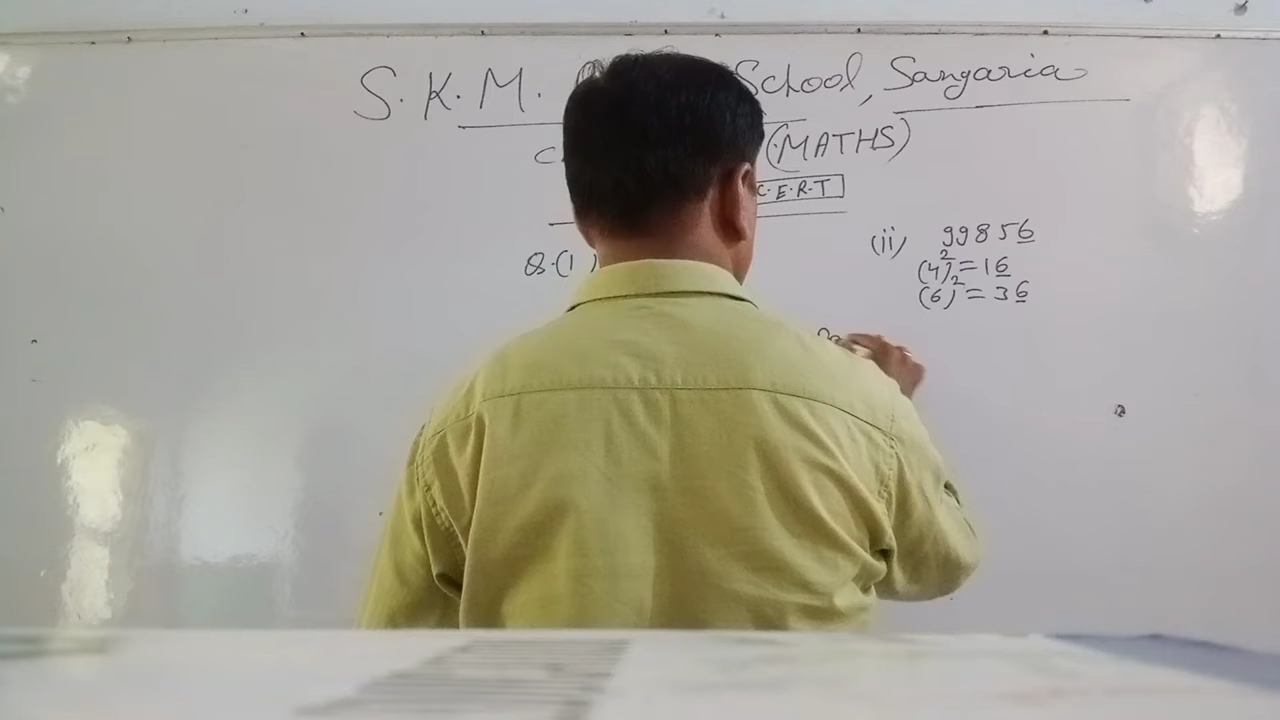 S. K. M. School, Sangaria
(MATHS)
C.E.R.T
Q.(1)
(ii) 99856
(4)²=16
(6)²=36